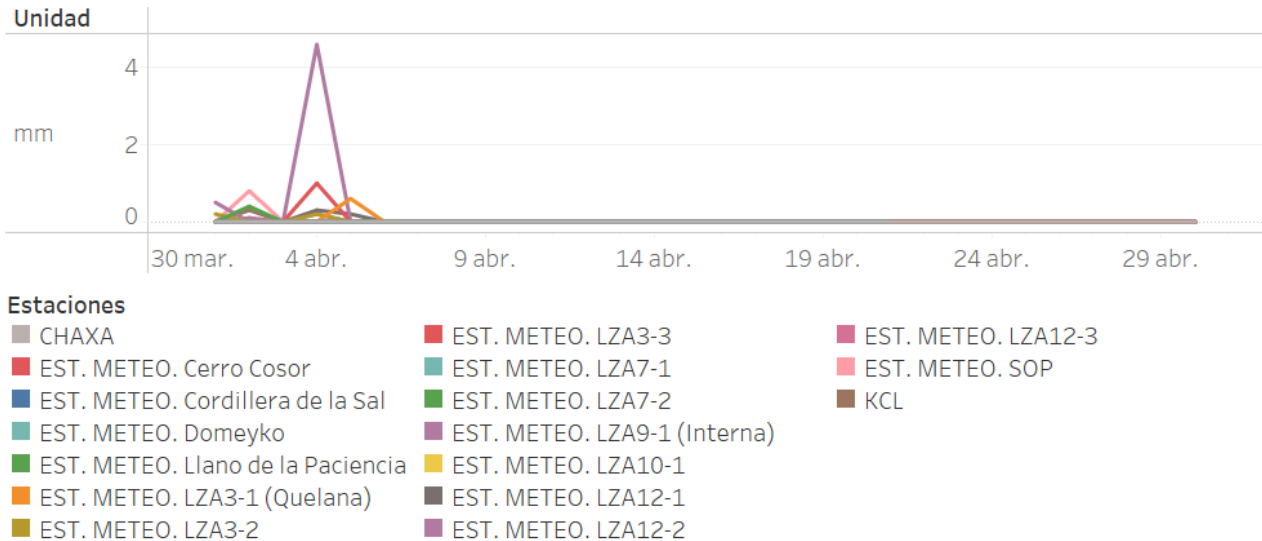 Unidad
4
mm
2
0
30 mar.
4 abr.
9 abr.
14 abr.
19 abr.
24 abr.
29 abr.
Estaciones
CHAXA
EST. METEO. Cerro Cosor
EST. METEO. Cordillera de la Sal
EST. METEO. Domeyko
EST. METEO. Llano de la Paciencia
EST. METEO. LZA3-1 (Quelana)
EST. METEO. LZA3-2
EST. METEO. LZA3-3
EST. METEO. LZA7-1
EST. METEO. LZA7-2
EST. METEO. LZA9-1 (Interna)
EST. METEO. LZA10-1
EST. METEO. LZA12-1
EST. METEO. LZA12-2
EST. METEO. LZA12-3
EST. METEO. SOP
KCL